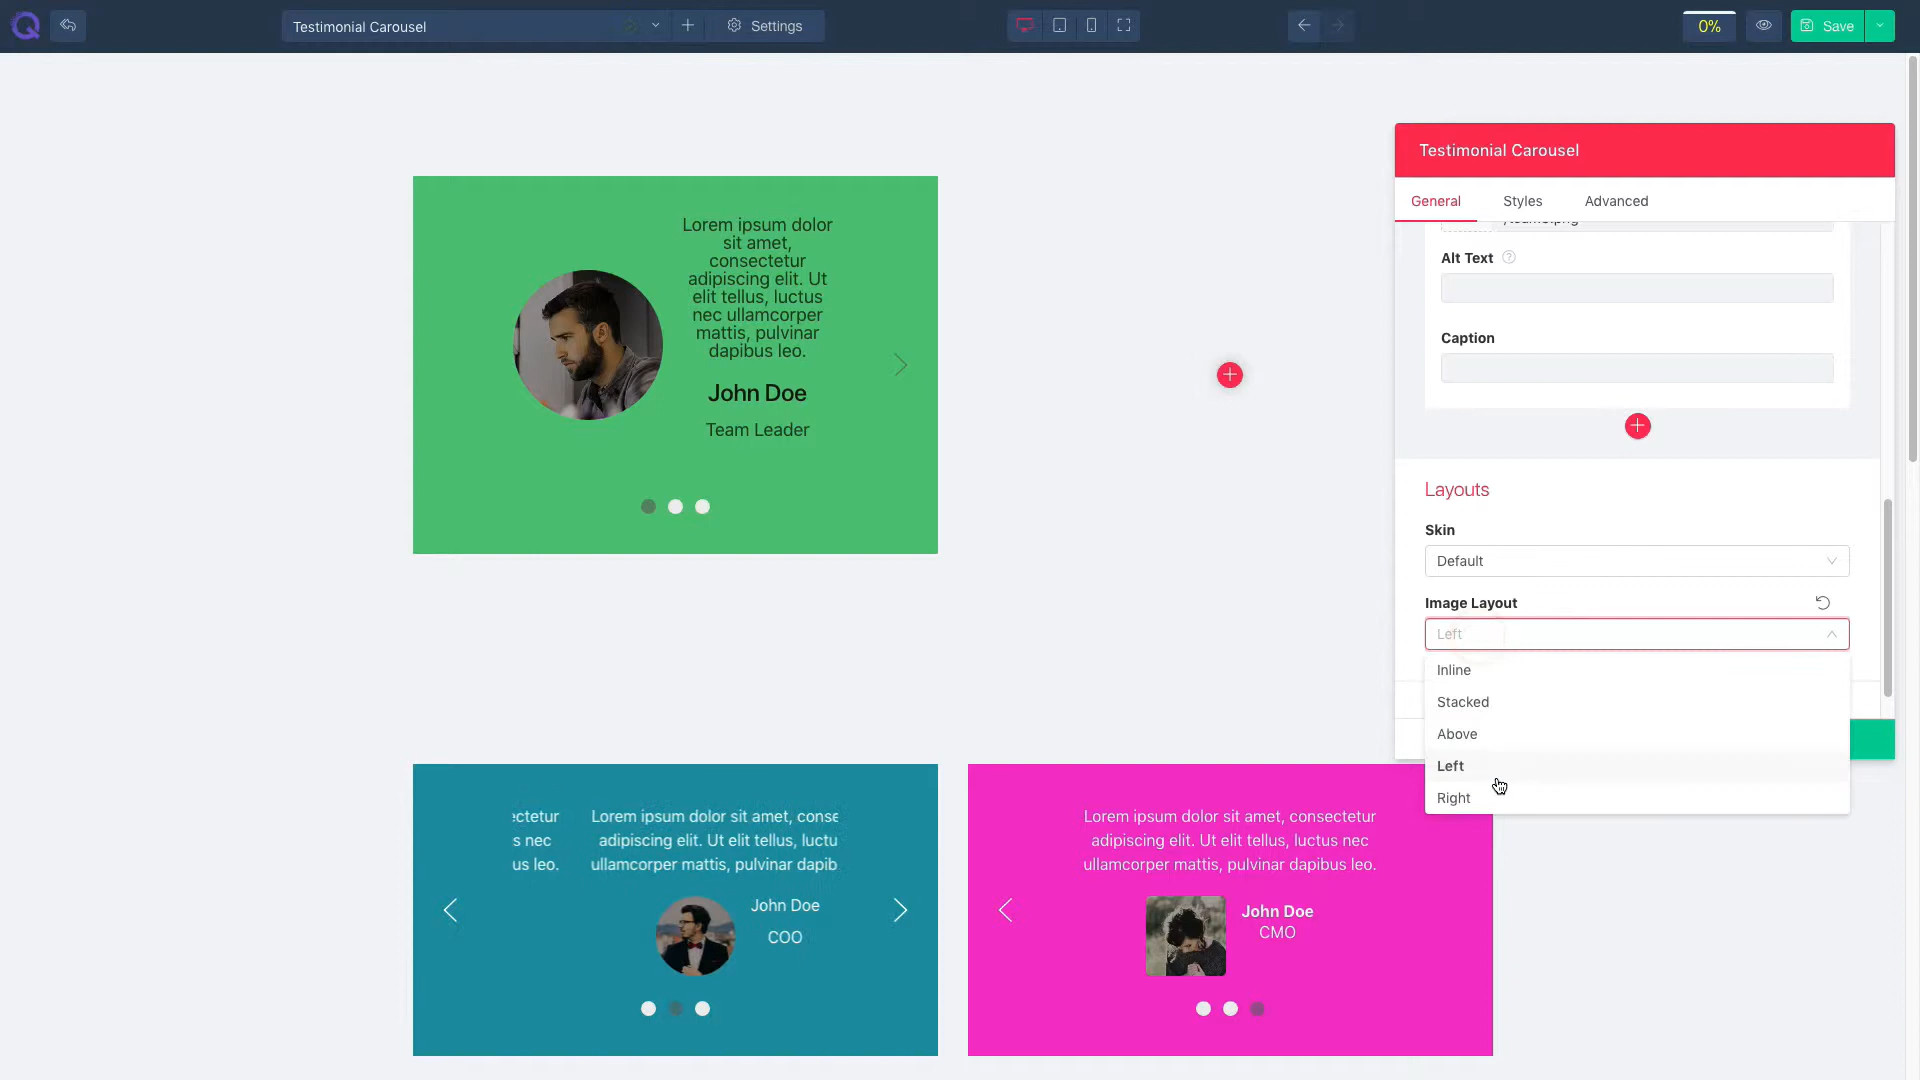 Testimonial Carousel
Settings
0%
Save
Testimonial Carousel
General
Styles
Advanced
Alt Text
Caption
Layouts
Skin
Default
Image Layout
Left
Inline
Stacked
Above
Left
Right
Lorem ipsum dolor
sit amet,
consectetur
adipiscing elit. Ut
elit tellus, luctus
nec ullamcorper
mattis, pulvinar
dapibus leo.
John Doe
Team Leader
ectetur
s nec
us leo.
Lorem ipsum dolor sit amet, conse
adipiscing elit. Ut elit tellus, luctu
ullamcorper mattis, pulvinar dapib
John Doe
COO
Lorem ipsum dolor sit amet, consectetur
adipiscing elit. Ut elit tellus, luctus nec
ullamcorper mattis, pulvinar dapibus leo.
John Doe
CMO